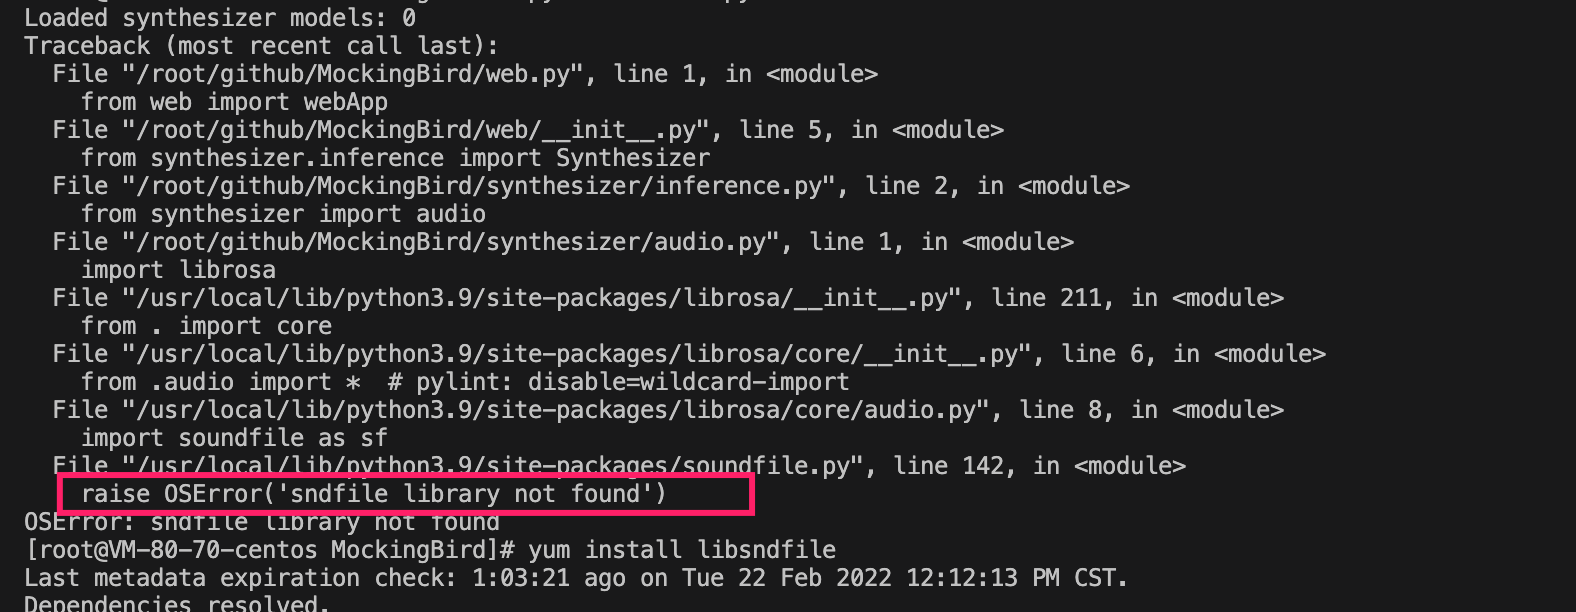 Loaded synthesizer models: 0
Traceback (most recent call last):
File "/root/github/MockingBird/web.py", line 1, in <module>
from web import webApp
File "/root/github/MockingBird/web/__init__.py", line 5, in <module>
from synthesizer.inference import Synthesizer
File "/root/github/MockingBird/synthesizer/inference.py", line 2, in <module>
from synthesizer import audio
File "/root/github/MockingBird/synthesizer/audio.py", line 1, in <module>
import librosa
File "/usr/local/lib/python3.9/site-packages/librosa/__init__.py", line 211, in <module>
from . import core
File "/usr/local/lib/python3.9/site-packages/librosa/core/__init__.py", line 6, in <module>
from .audio import *  # pylint: disable=wildcard-import
File "/usr/local/lib/python3.9/site-packages/librosa/core/audio.py", line 8, in <module>
import soundfile as sf
File "/usr/local/lib/python3.9/site-packages/soundfile.py", line 142, in <module>
raise OSError('sndfile library not found')
OSError: sndfile library not found
[root@VM-80-70-centos MockingBird]# yum install libsndfile
Last metadata expiration check: 1:03:21 ago on Tue 22 Feb 2022 12:12:13 PM CST.
Dependencies resolved.